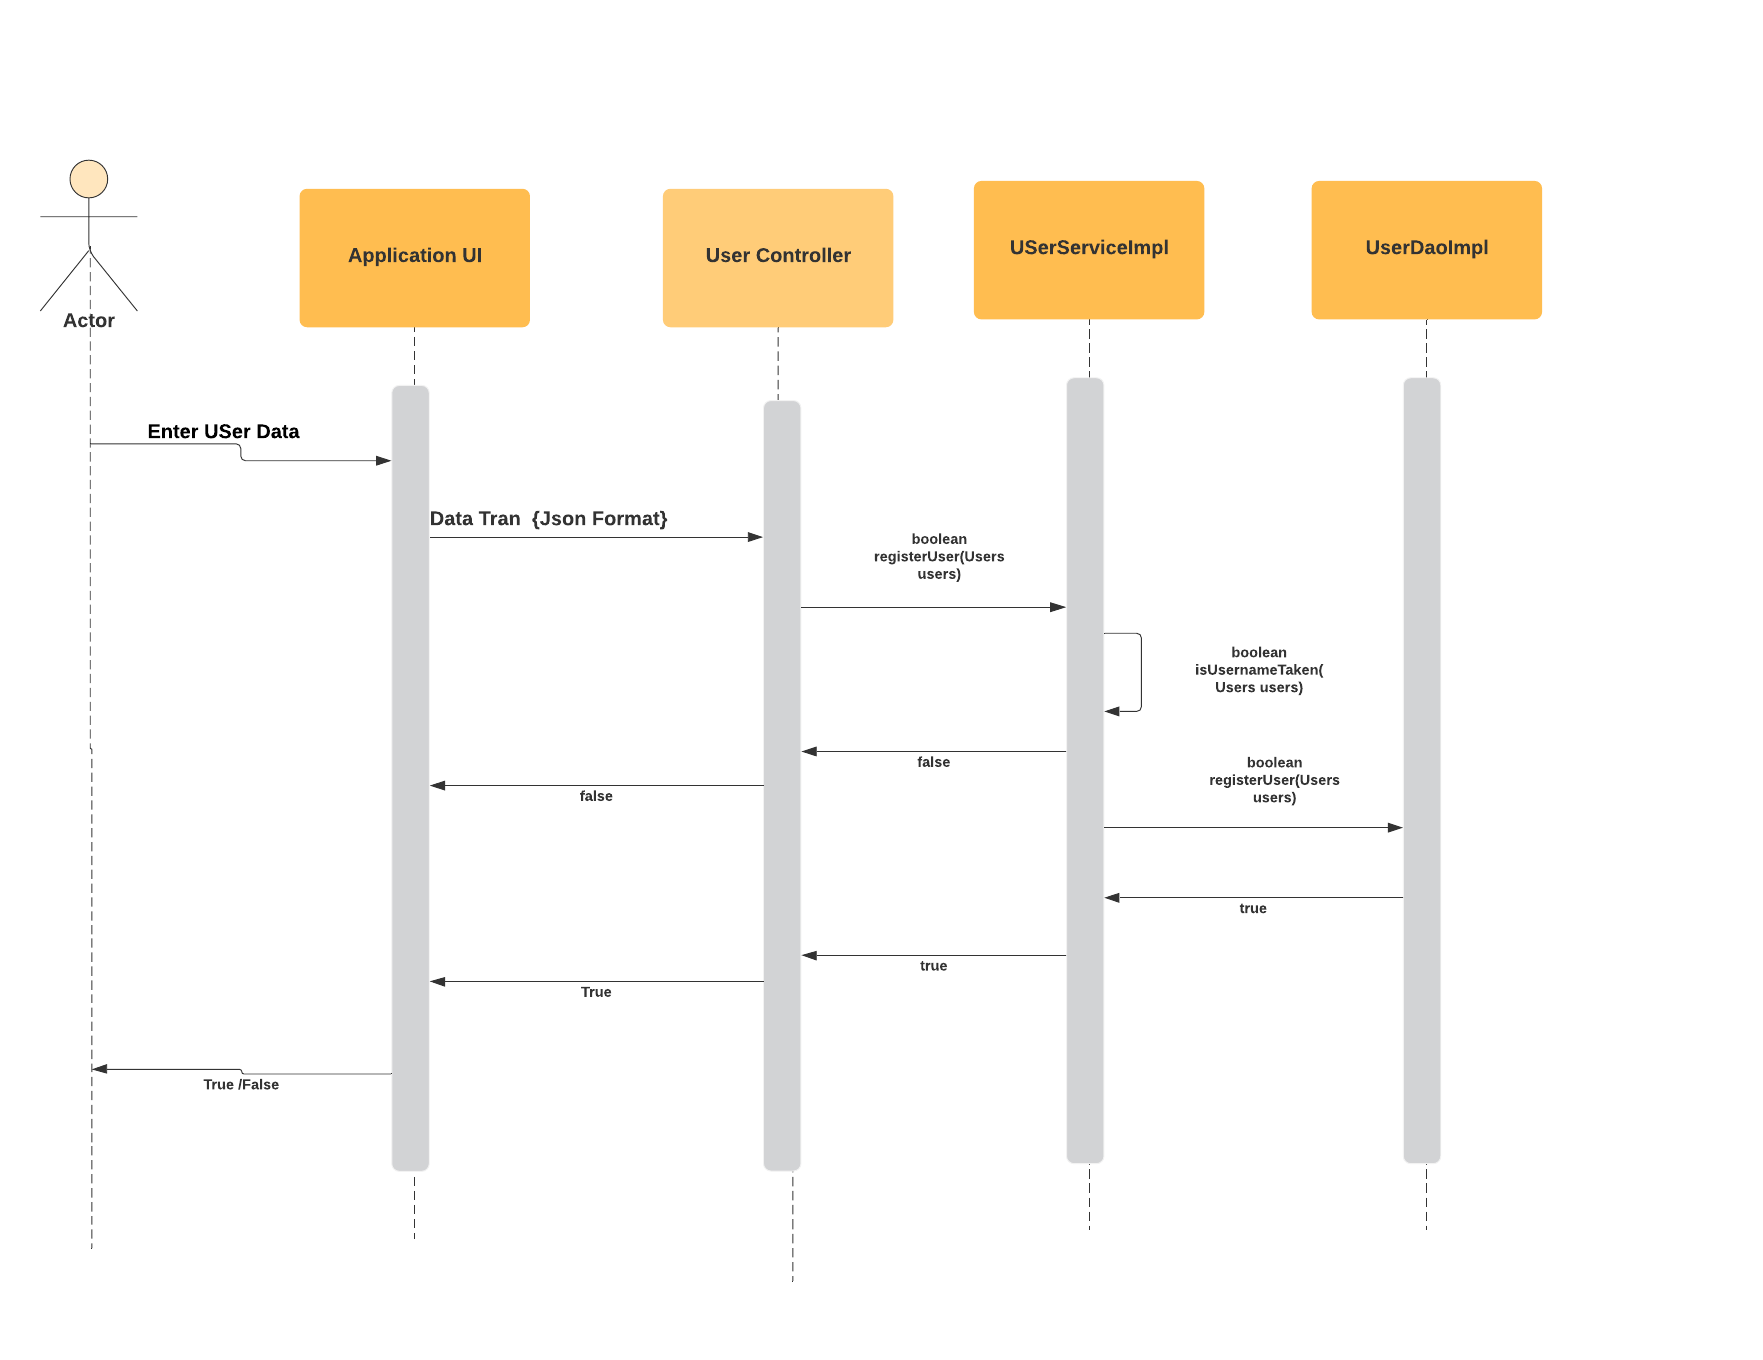 Actor
Application UI
User Controller
USerServiceImpl
UserDaoImpl
Enter USer Data
Data Tran  {Json Format}
boolean
registerUser(Users
users)
boolean
isUsernameTaken(
Users users)
false
false
boolean
registerUser(Users
users)
true
true
True
True /False